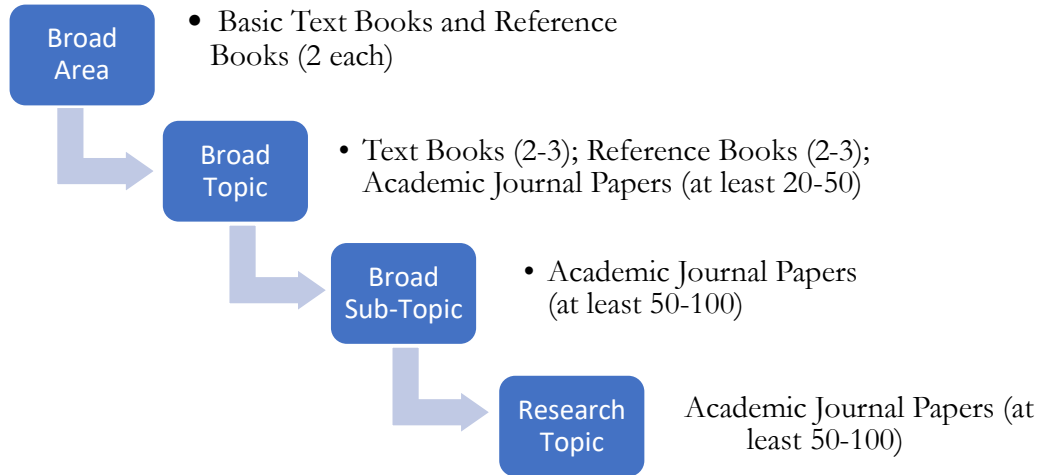 Broad
Area
• Basic Text Books and Reference
Books (2 each)
Broad
Topic
• Text Books (2-3); Reference Books (2-3);
Academic Journal Papers (at least 20-50)
Broad
Sub-Topic
• Academic Journal Papers
(at least 50-100)
Research
Topic
Academic Journal Papers (at
least 50-100)